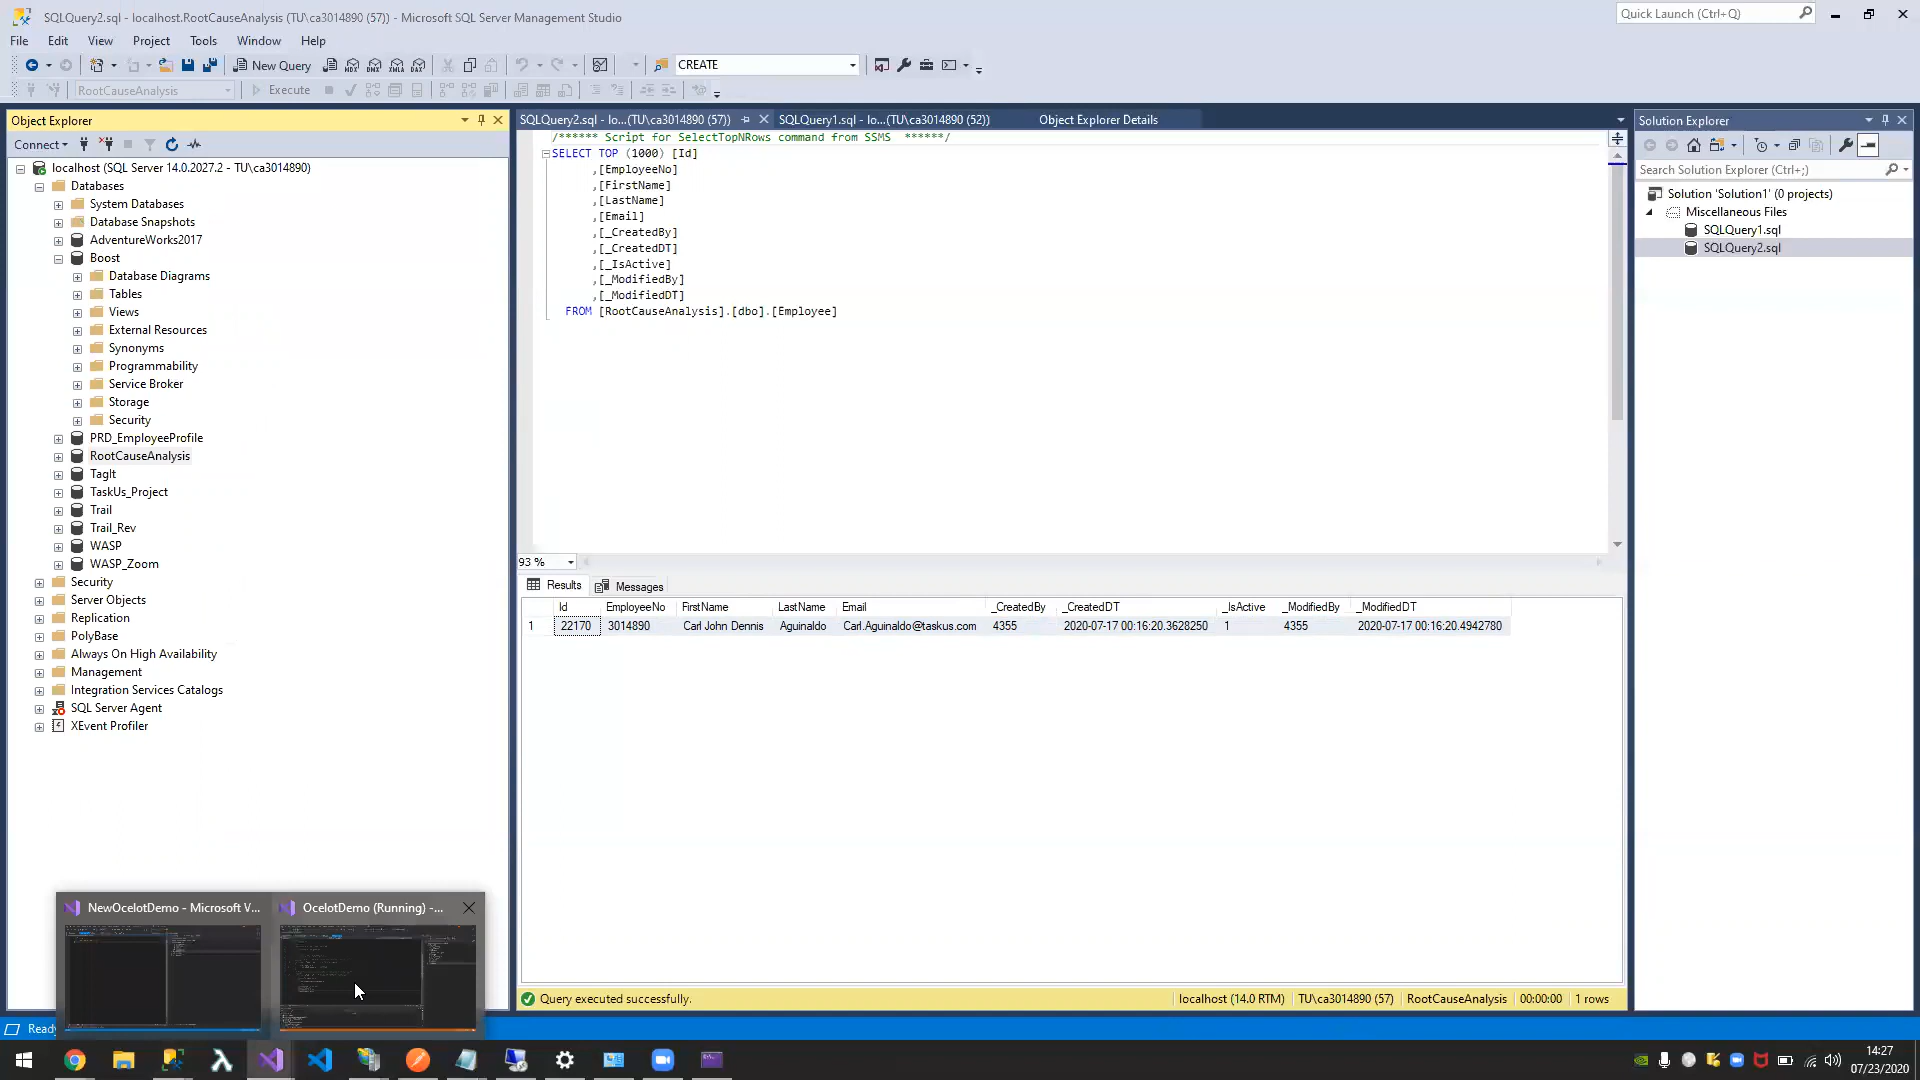 SQLQuery2.sql - localhost.RootCauseAnalysis (TU\ca3014890 (57)) - Microsoft SQL Server Management Studio
Quick Launch (Ctrl+Q)
File Edit View Project Tools Window Help
New Query
CREATE
RootCauseAnalysis
Execute
Object Explorer
Connect
localhost (SQL Server 14.0.2027.2 - TU\ca3014890)
Databases
System Databases
Database Snapshots
AdventureWorks2017
Boost
Database Diagrams
Tables
Views
External Resources
Synonyms
Programmability
Service Broker
Storage
Security
PRD_EmployeeProfile
RootCauseAnalysis
TagIt
TaskUs_Project
Trail
Trail_Rev
WASP
WASP_Zoom
Security
Server Objects
Replication
PolyBase
Always On High Availability
Management
Integration Services Catalogs
SQL Server Agent
XEvent Profiler
SQLQuery2.sql - lo...(TU\ca3014890 (57)) SQLQuery1.sql - lo...(TU\ca3014890 (52)) Object Explorer Details
/****** Script for SelectTopNRows command from SSMS ******/
SELECT TOP (1000) [Id]
,[EmployeeNo]
,[FirstName]
,[LastName]
,[Email]
,[_CreatedBy]
,[_CreatedDT]
,[_IsActive]
,[_ModifiedBy]
,[_ModifiedDT]
FROM [RootCauseAnalysis].[dbo].[Employee]
93 %
Results Messages
Id EmployeeNo FirstName LastName Email _CreatedBy _CreatedDT _IsActive _ModifiedBy _ModifiedDT
1 22170 3014890 Carl John Dennis Aguinaldo Carl.Aguinaldo@taskus.com 4355 2020-07-17 00:16:20.3628250 1 4355 2020-07-17 00:16:20.4942780
Query executed successfully.
localhost (14.0 RTM) TU\ca3014890 (57) RootCauseAnalysis 00:00:00 1 rows
Solution Explorer
Search Solution Explorer (Ctrl+;)
Solution 'Solution1' (0 projects)
Miscellaneous Files
SQLQuery1.sql
SQLQuery2.sql
NewOcelotDemo - Microsoft V...
OcelotDemo (Running) -...
Ready
14:27
07/23/2020